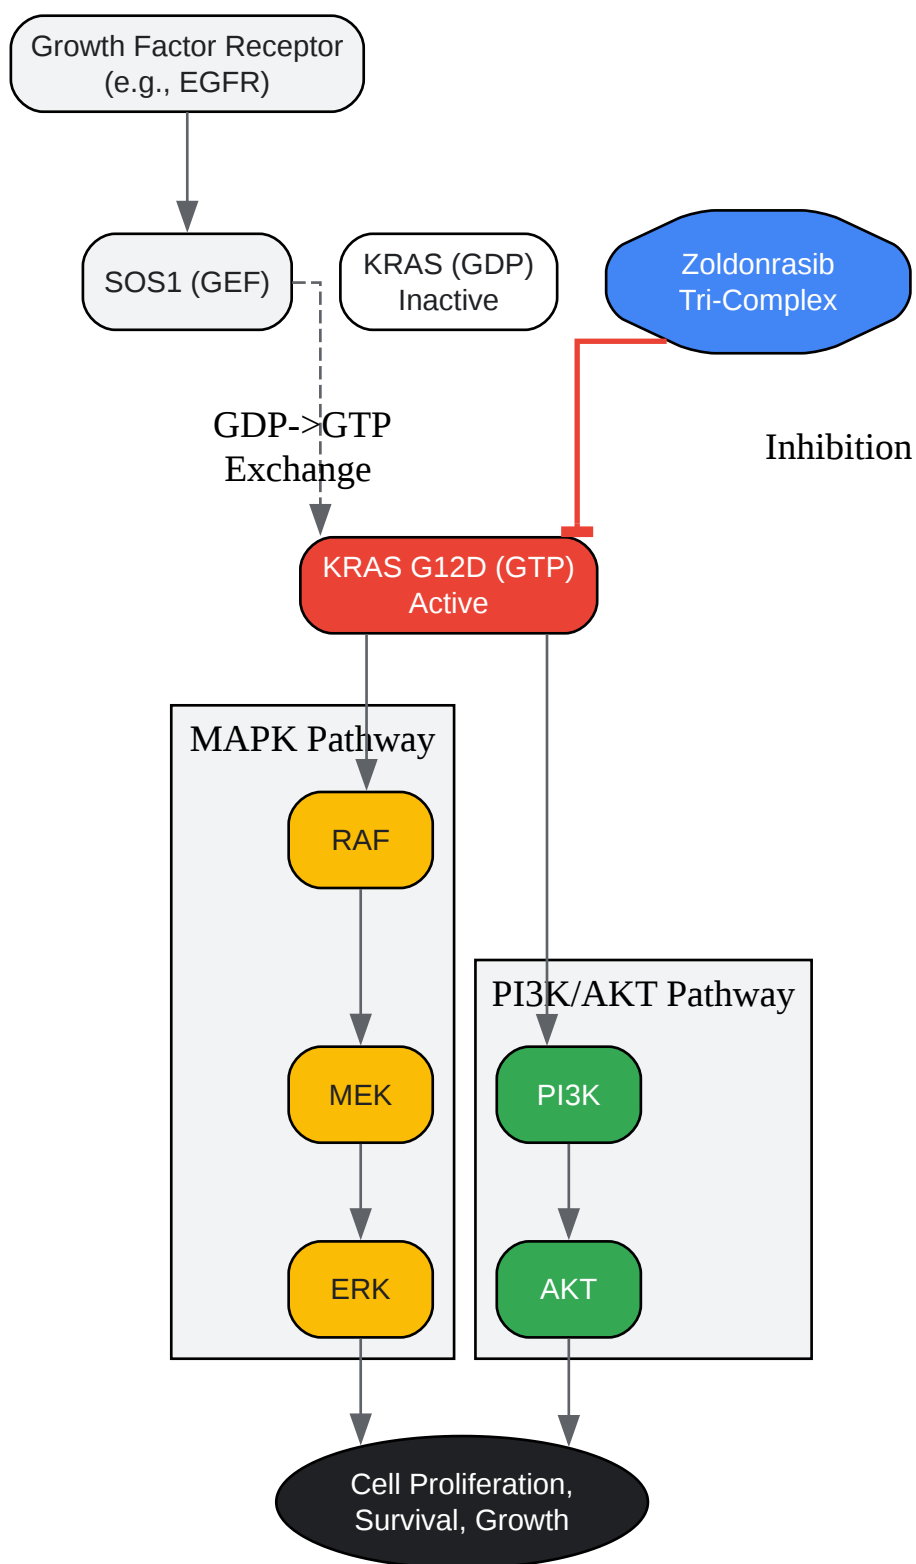 Growth Factor Receptor
(e.g., EGFR)
SOS1 (GEF)
KRAS (GDP)
Inactive
Zoldonrasib
Tri-Complex
GDP->GTP
Exchange
Inhibition
KRAS G12D (GTP)
Active
MAPK Pathway
RAF
MEK
ERK
PI3K/AKT Pathway
PI3K
AKT
Cell Proliferation,
Survival, Growth